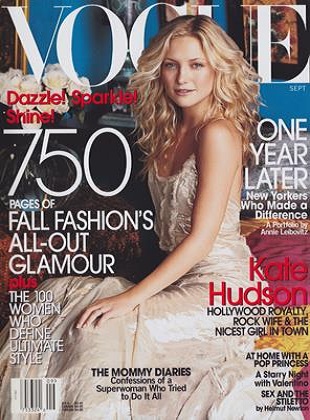 VOGUE
SEPT
Dazzle! Sparkle!
Shine!
750
PAGES OF
FALL FASHION'S
ALL-OUT
GLAMOUR
plus
THE 100
WOMEN
WHO
DEFINE
ULTIMATE
STYLE
ONE
YEAR
LATER
New Yorkers
Who Made a
Difference
A Portfolio by
Annie Leibovitz
Kate
Hudson
HOLLYWOOD ROYALTY,
ROCK WIFE & THE
NICEST GIRL IN TOWN
AT HOME WITH A
POP PRINCESS
A Starry Night
with Valentino
SEX AND THE
STILETTO
by Helmut Newton
THE MOMMY DIARIES
Confessions of a
Superwoman Who Tried
to Do It All